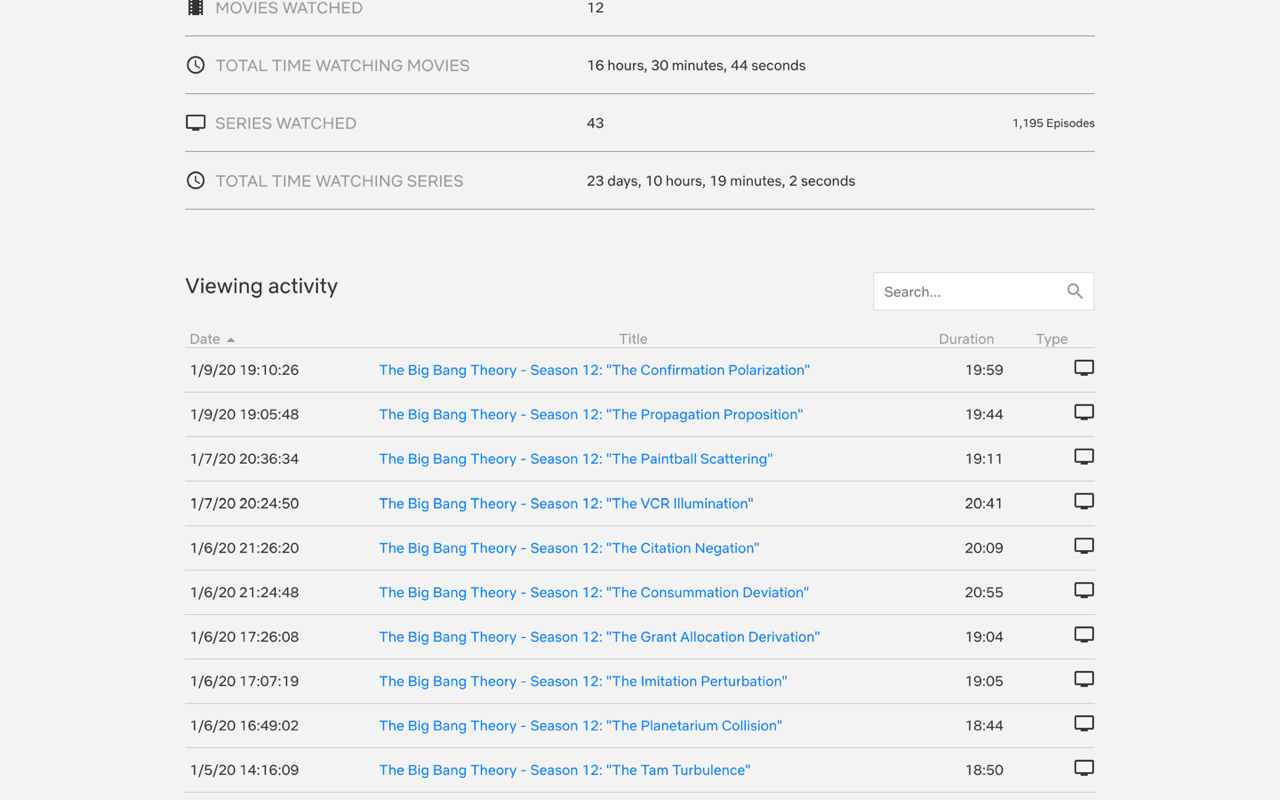 MOVIES WATCHED 12
TOTAL TIME WATCHING MOVIES 16 hours, 30 minutes, 44 seconds
SERIES WATCHED 43 1,195 Episodes
TOTAL TIME WATCHING SERIES 23 days, 10 hours, 19 minutes, 2 seconds
Viewing activity Search...
Date Title Duration Type
1/9/20 19:10:26 The Big Bang Theory - Season 12: "The Confirmation Polarization" 19:59
1/9/20 19:05:48 The Big Bang Theory - Season 12: "The Propagation Proposition" 19:44
1/7/20 20:36:34 The Big Bang Theory - Season 12: "The Paintball Scattering" 19:11
1/7/20 20:24:50 The Big Bang Theory - Season 12: "The VCR Illumination" 20:41
1/6/20 21:26:20 The Big Bang Theory - Season 12: "The Citation Negation" 20:09
1/6/20 21:24:48 The Big Bang Theory - Season 12: "The Consummation Deviation" 20:55
1/6/20 17:26:08 The Big Bang Theory - Season 12: "The Grant Allocation Derivation" 19:04
1/6/20 17:07:19 The Big Bang Theory - Season 12: "The Imitation Perturbation" 19:05
1/6/20 16:49:02 The Big Bang Theory - Season 12: "The Planetarium Collision" 18:44
1/5/20 14:16:09 The Big Bang Theory - Season 12: "The Tam Turbulence" 18:50